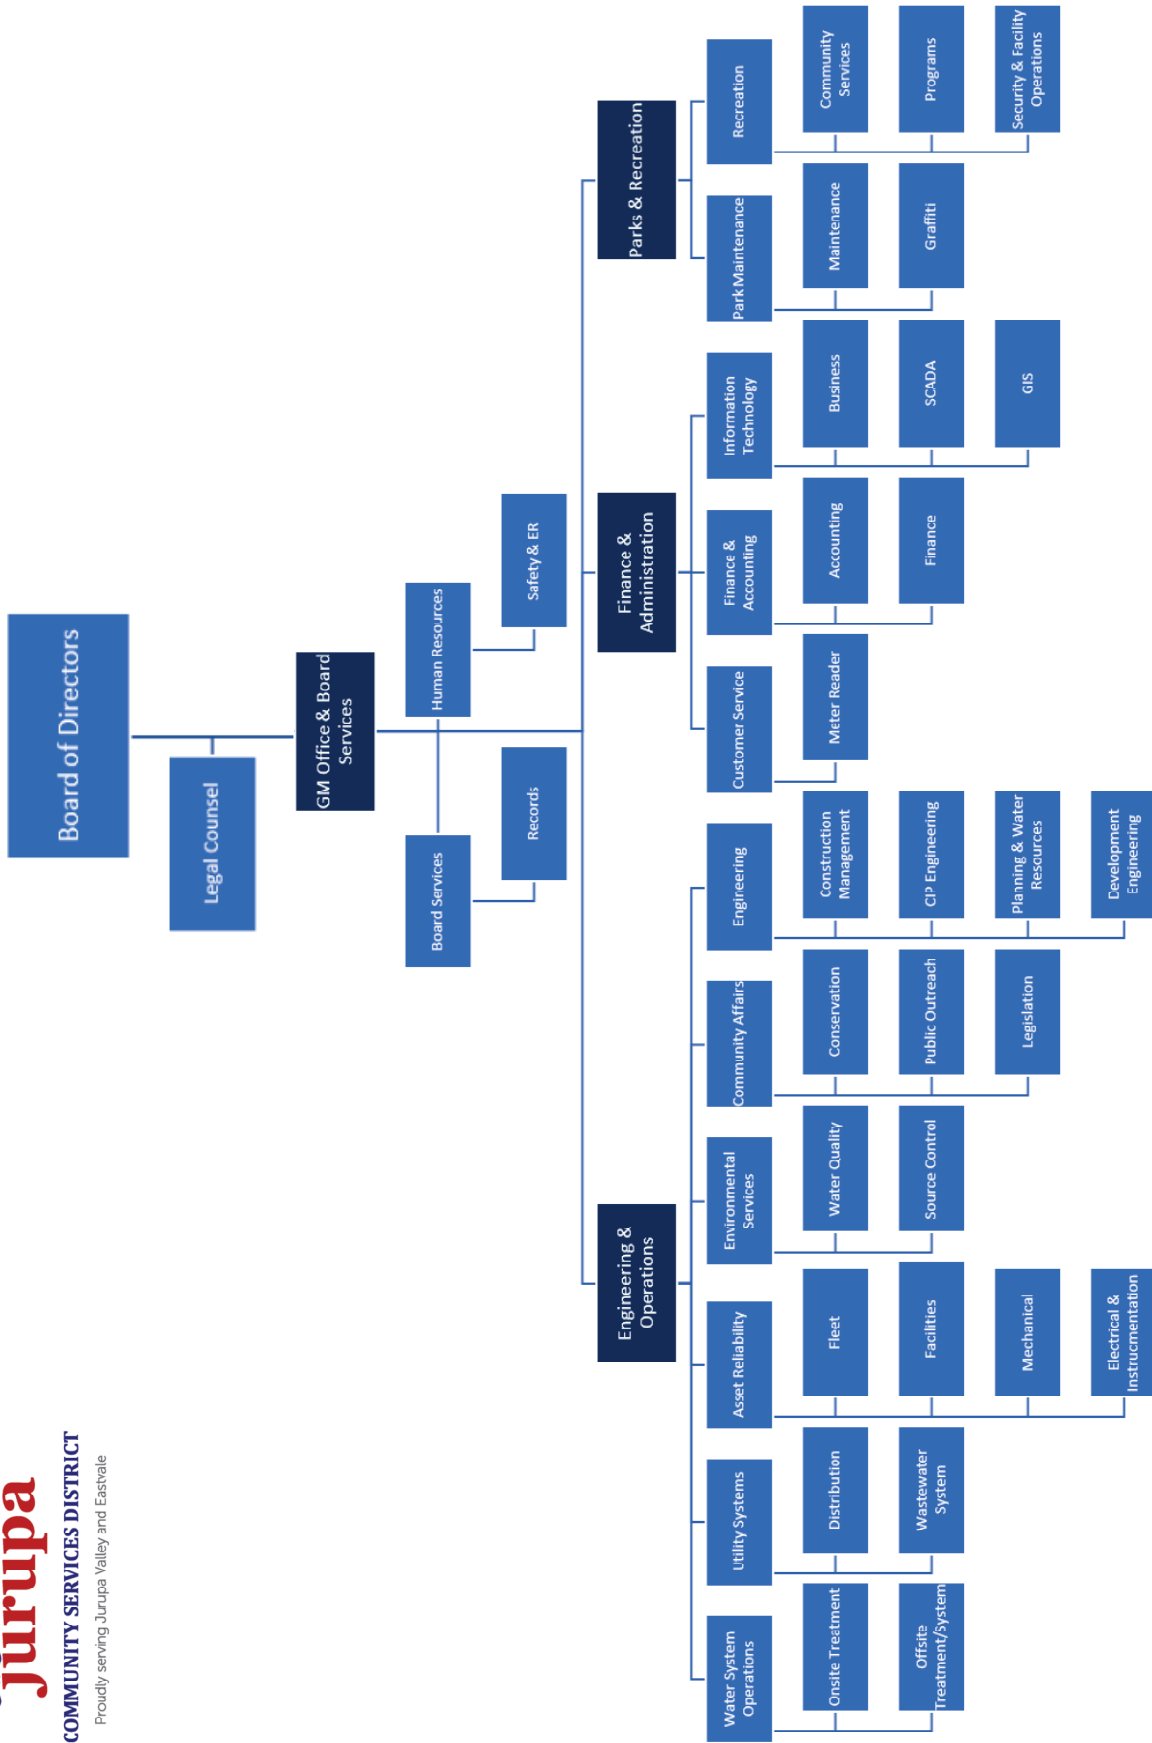 jurupa
COMMUNITY SERVICES DISTRICT
Proudly serving Jurupa Valley and Eastvale
Board of Directors
Legal Counsel
GM Office & Board
Services
Board Services
Human Resources
Records
Safety & ER
Engineering &
Operations
Finance &
Administration
Parks & Recreation
Water System
Operations
Onsite Treatment
Offsite
Treatment/System
Utility Systems
Distribution
Wastewater
System
Asset Reliability
Fleet
Facilities
Mechanical
Electrical &
Instrucmentation
Environmental
Services
Water Quality
Source Control
Community Affairs
Conservation
Public Outreach
Legislation
Engineering
Construction
Management
CIP Engineering
Planning & Water
Resources
Development
Engineering
Customer Service
Meter Reader
Finance &
Accounting
Accounting
Finance
Information
Technology
Business
SCADA
GIS
Park Maintenance
Maintenance
Graffiti
Recreation
Community
Services
Programs
Security & Facility
Operations